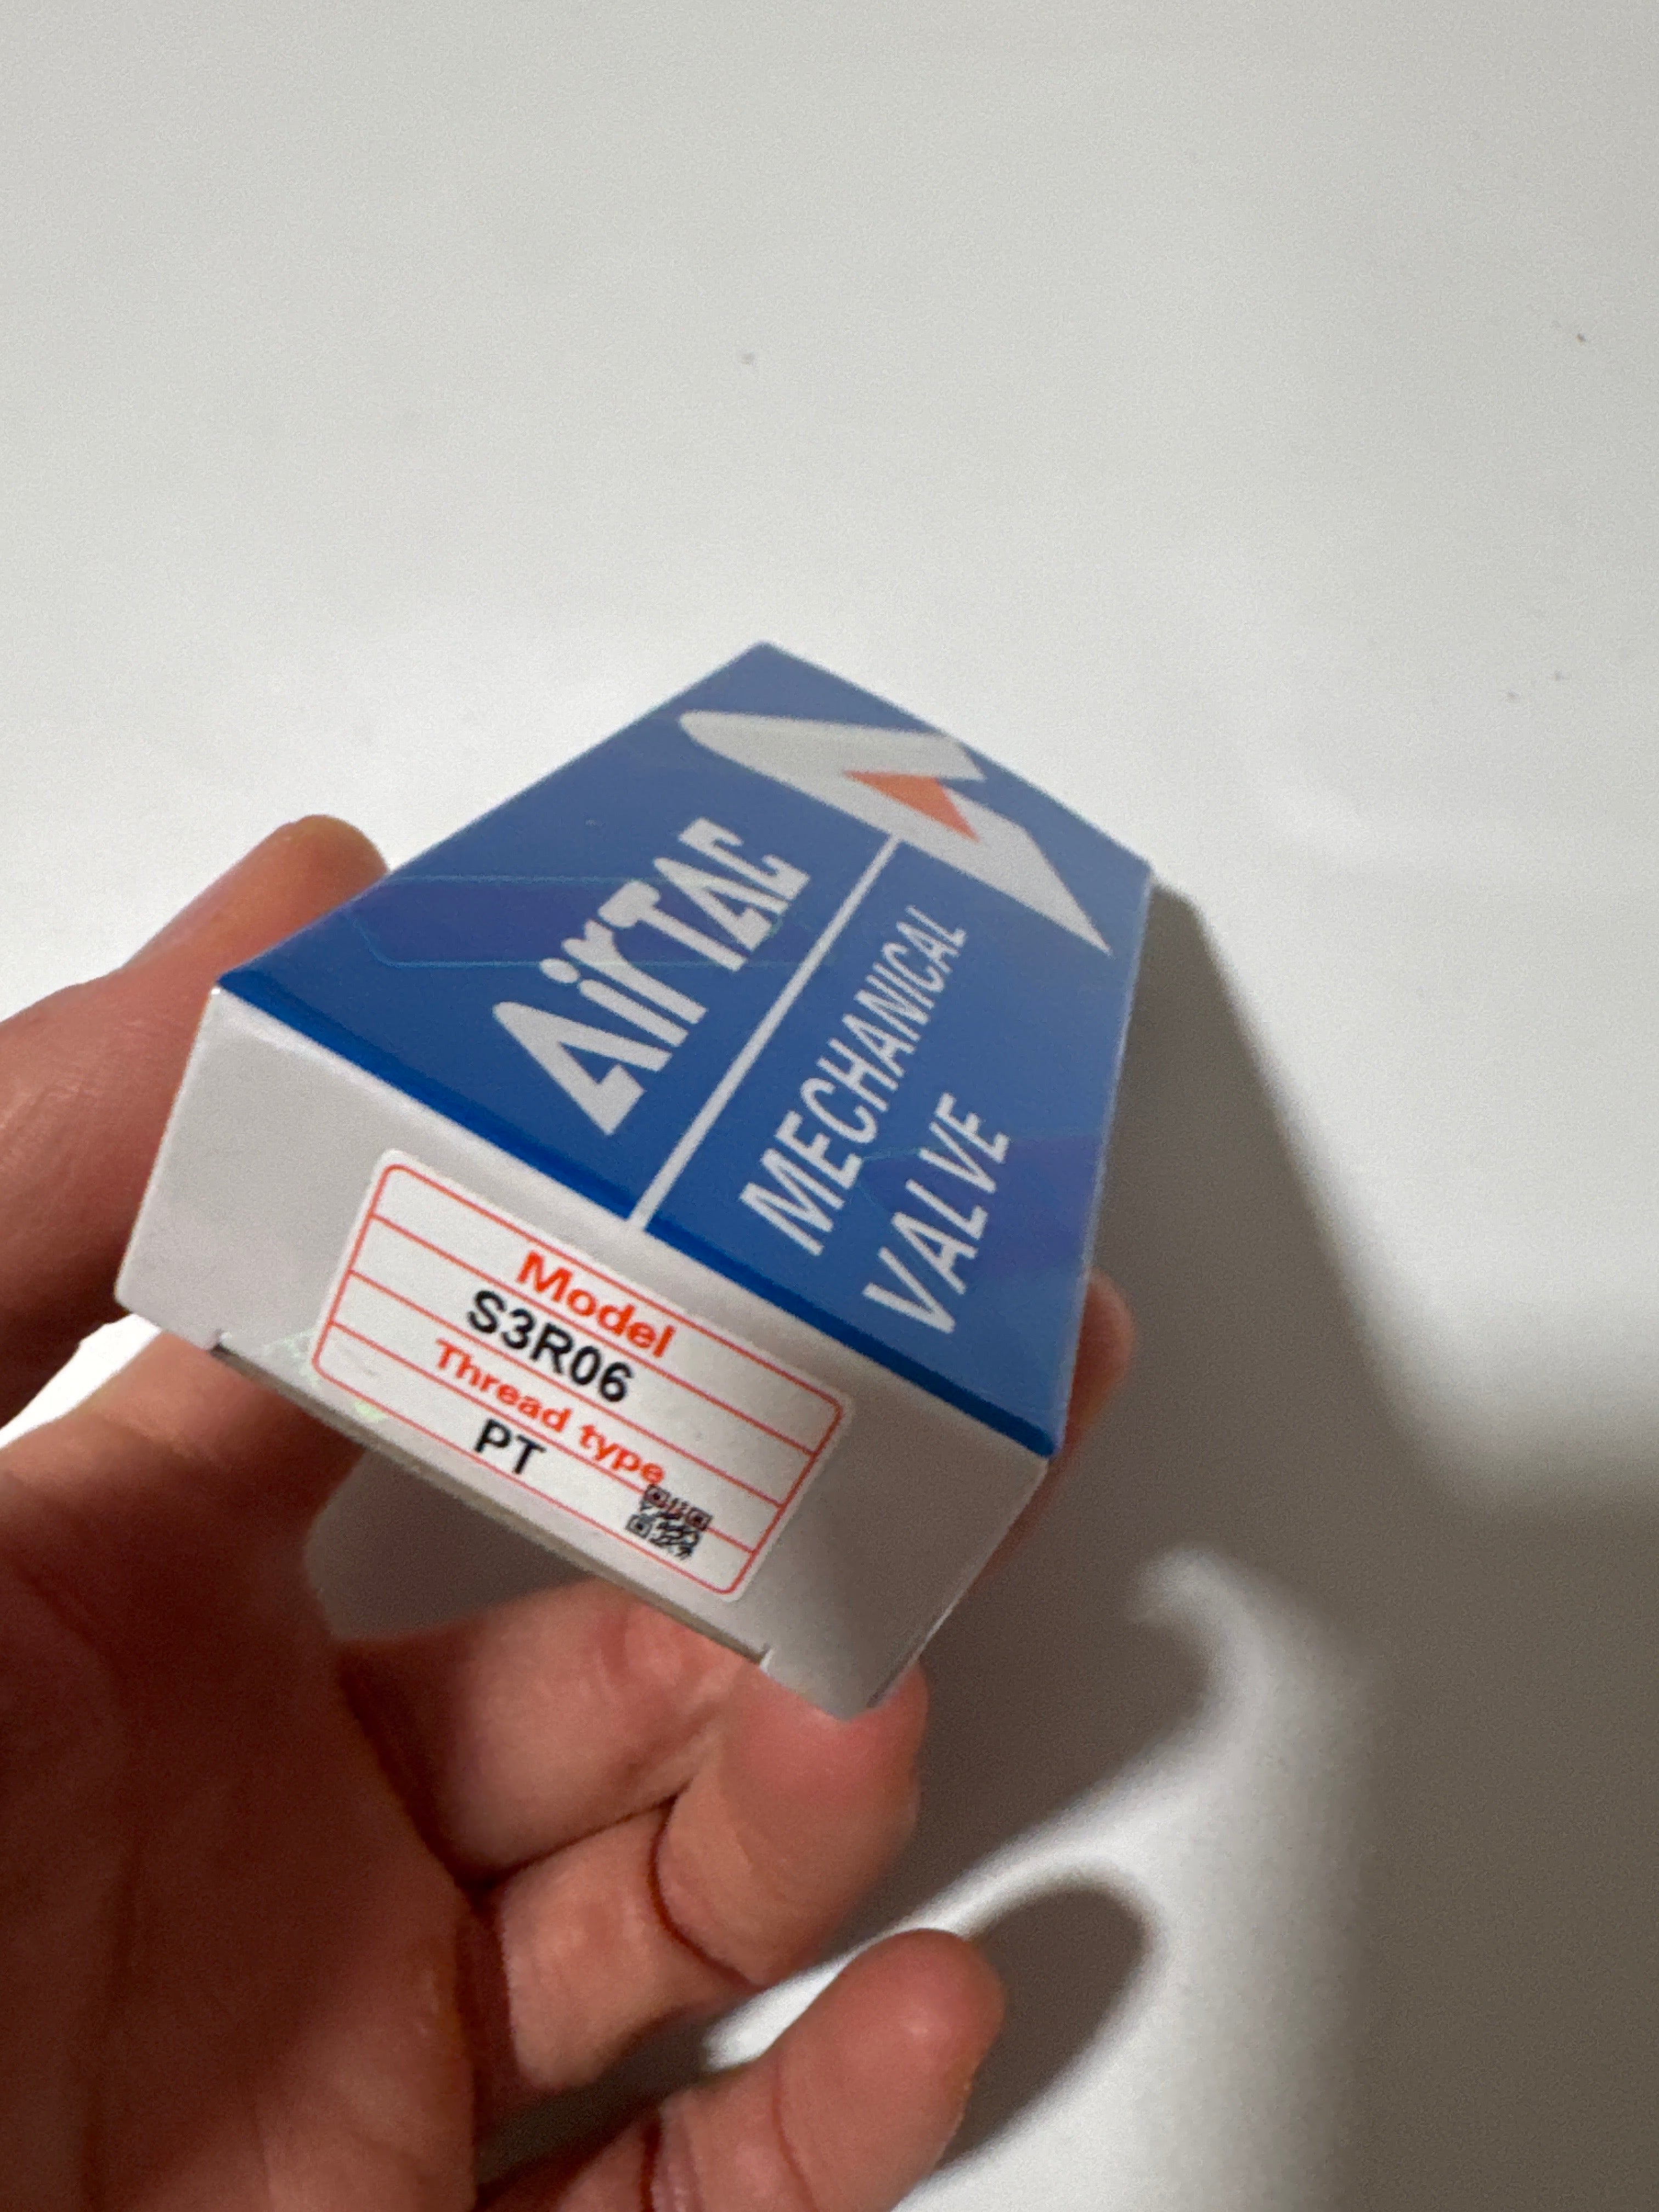 AirTAC
MECHANICAL
VALVE
Model
S3R06
Thread type
PT